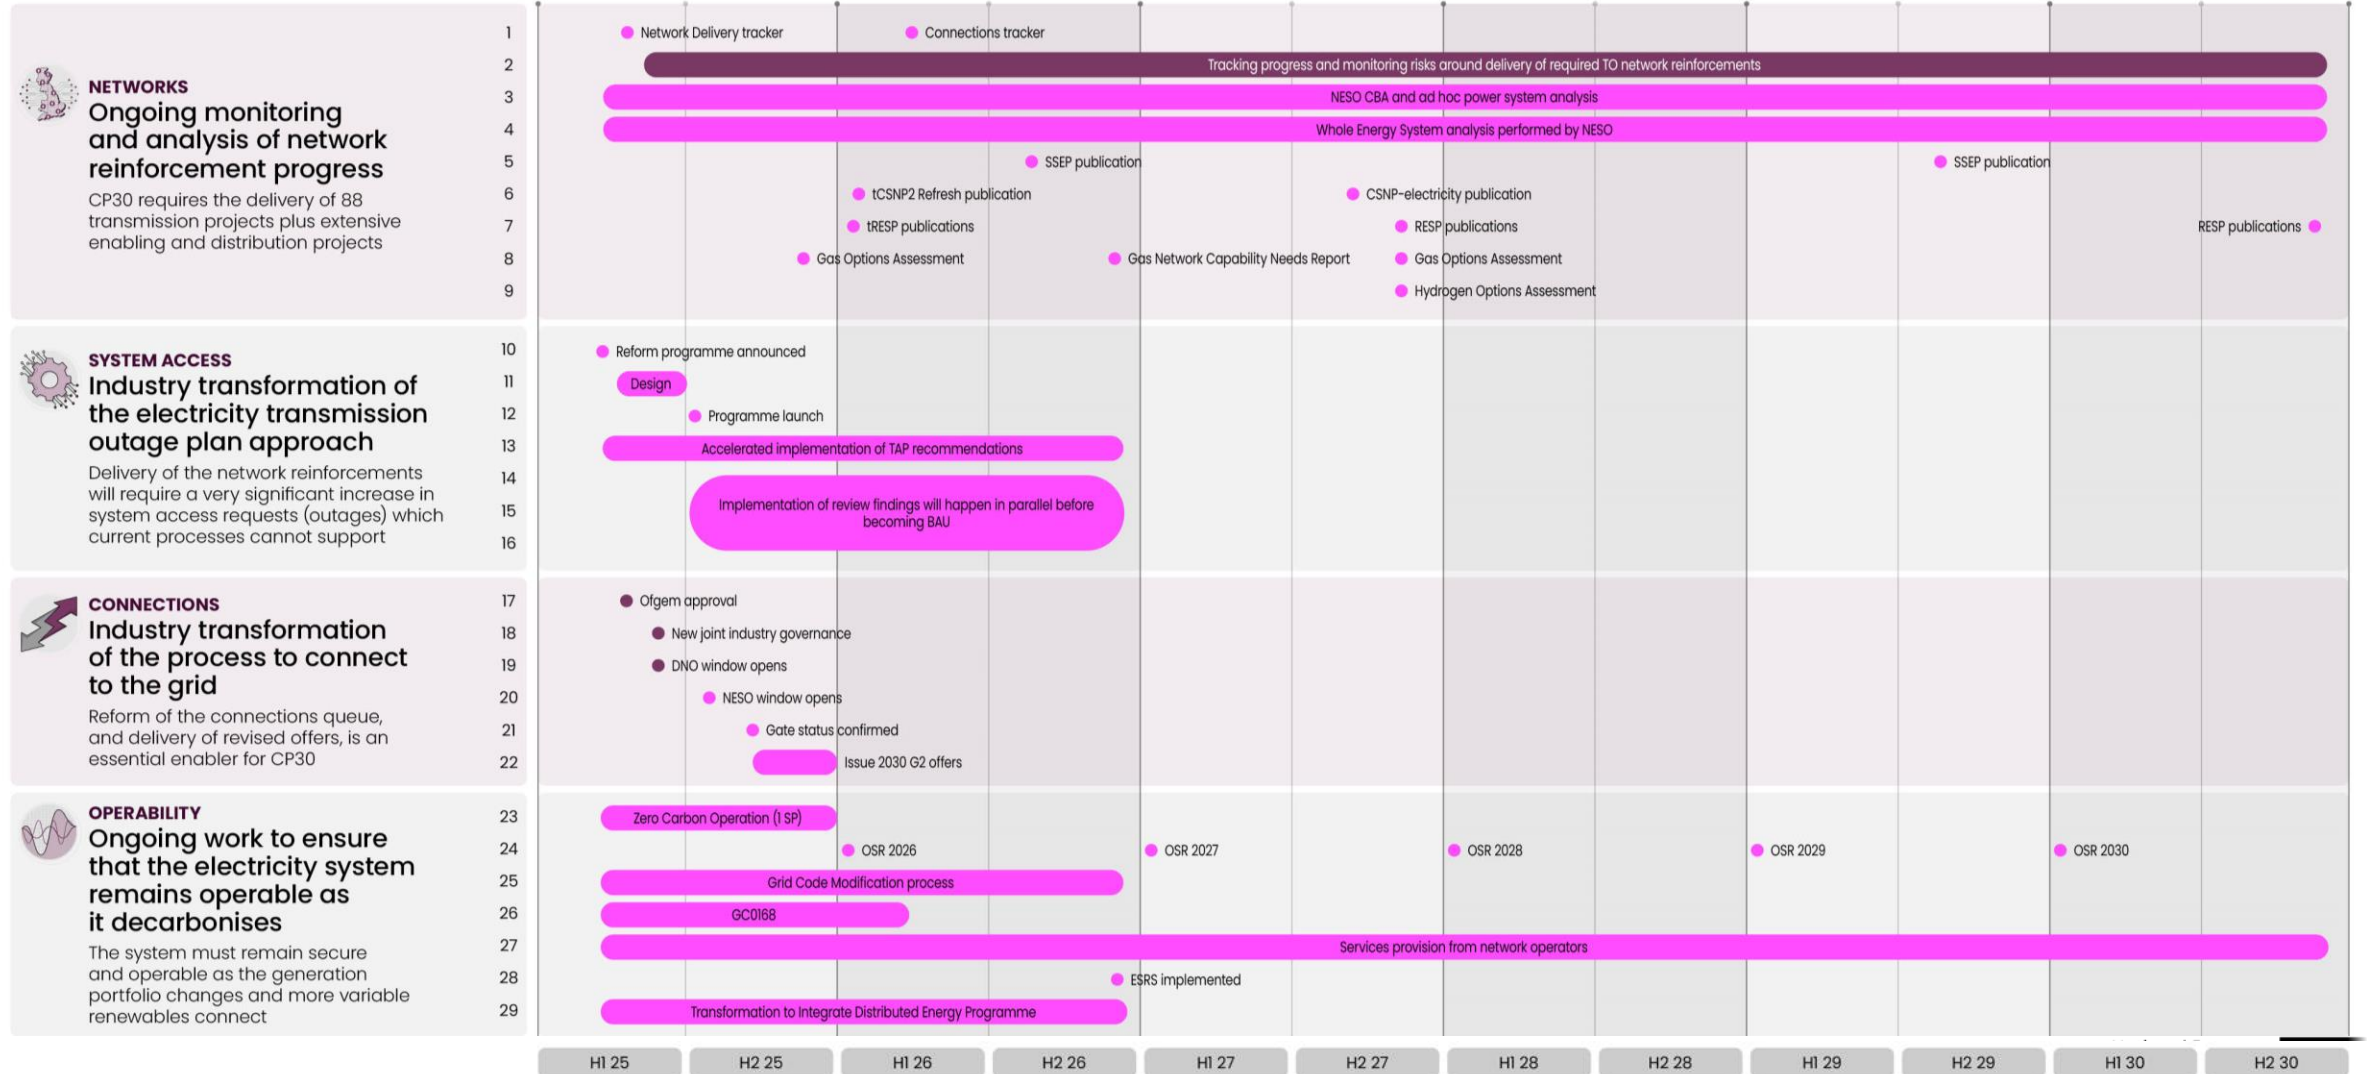 1 Network Delivery tracker Connections tracker
2 Tracking progress and monitoring risks around delivery of required TO network reinforcements
NETWORKS
Ongoing monitoring
and analysis of network
reinforcement progress
CP30 requires the delivery of 88
transmission projects plus extensive
enabling and distribution projects
3 NESO CBA and ad hoc power system analysis
4 Whole Energy System analysis performed by NESO
5 SSEP publication SSEP publication
6 tCSNP2 Refresh publication CSNP-electricity publication
7 tRESP publications RESP publications RESP publications
8 Gas Options Assessment Gas Network Capability Needs Report Gas Options Assessment
9 Hydrogen Options Assessment
SYSTEM ACCESS
Industry transformation of
the electricity transmission
outage plan approach
Delivery of the network reinforcements
will require a very significant increase in
system access requests (outages) which
current processes cannot support
10 Reform programme announced
11 Design
12 Programme launch
13 Accelerated implementation of TAP recommendations
14
15 Implementation of review findings will happen in parallel before
becoming BAU
16
CONNECTIONS
Industry transformation
of the process to connect
to the grid
Reform of the connections queue,
and delivery of revised offers, is an
essential enabler for CP30
17 Ofgem approval
18 New joint industry governance
19 DNO window opens
20 NESO window opens
21 Gate status confirmed
22 Issue 2030 G2 offers
OPERABILITY
Ongoing work to ensure
that the electricity system
remains operable as
it decarbonises
The system must remain secure
and operable as the generation
portfolio changes and more variable
renewables connect
23 Zero Carbon Operation (1 SP)
24 OSR 2026 OSR 2027 OSR 2028 OSR 2029 OSR 2030
25 Grid Code Modification process
26 GC0168
27 Services provision from network operators
28 ESRS implemented
29 Transformation to Integrate Distributed Energy Programme
H1 25 H2 25 H1 26 H2 26 H1 27 H2 27 H1 28 H2 28 H1 29 H2 29 H1 30 H2 30